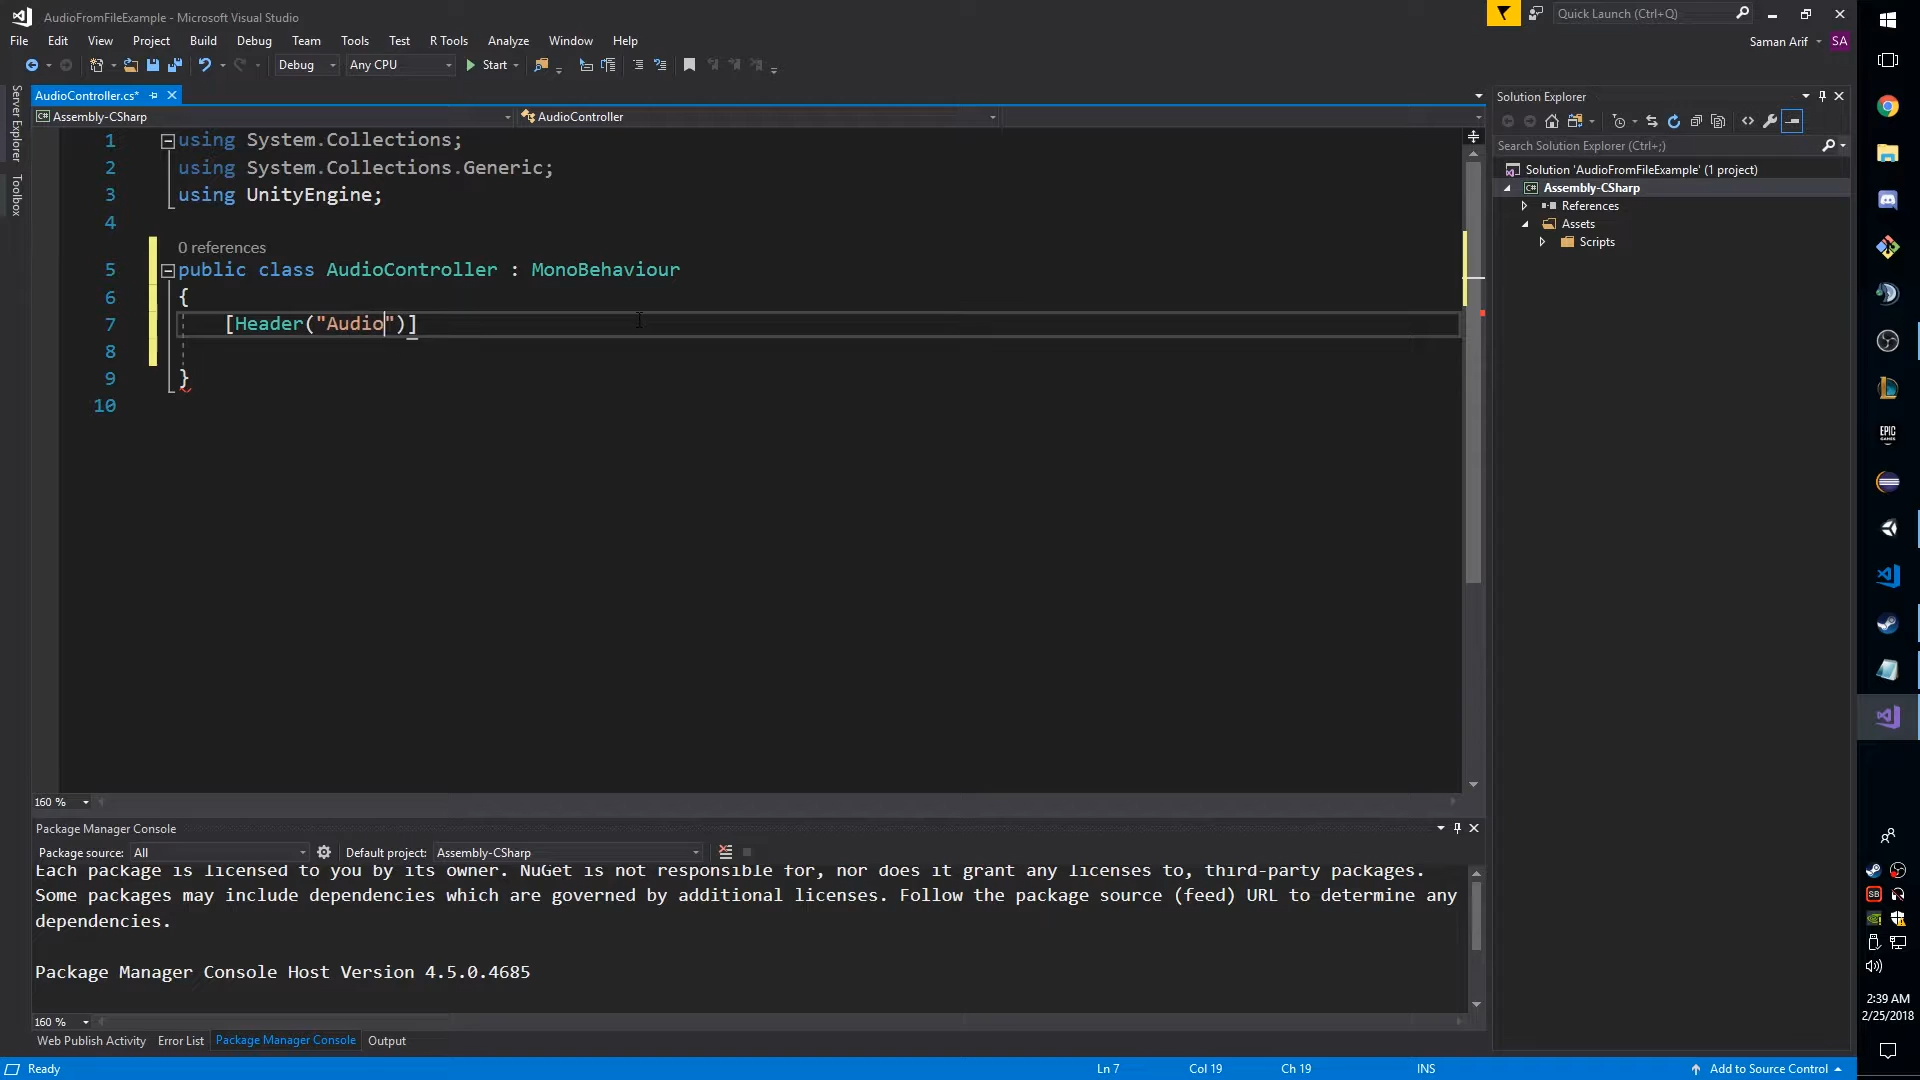 AudioFromFileExample - Microsoft Visual Studio
Quick Launch (Ctrl+Q)
File Edit View Project Build Debug Team Tools Test R Tools Analyze Window Help
Saman Arif SA
Debug Any CPU Start
Server Explorer
Toolbox
AudioController.cs*
Assembly-CSharp AudioController
1 using System.Collections;
2 using System.Collections.Generic;
3 using UnityEngine;
4
0 references
5 public class AudioController : MonoBehaviour
6 {
7 [Header("Audio")]
8
9 }
10
160 %
Solution Explorer
Search Solution Explorer (Ctrl+;)
Solution 'AudioFromFileExample' (1 project)
C# Assembly-CSharp
References
Assets
Scripts
Package Manager Console
Package source: All Default project: Assembly-CSharp
Each package is licensed to you by its owner. NuGet is not responsible for, nor does it grant any licenses to, third-party packages.
Some packages may include dependencies which are governed by additional licenses. Follow the package source (feed) URL to determine any
dependencies.
Package Manager Console Host Version 4.5.0.4685
160 %
Web Publish Activity Error List Package Manager Console Output
Ready Ln 7 Col 19 Ch 19 INS Add to Source Control
EPIC
GAMES
SB
2:39 AM
2/25/2018